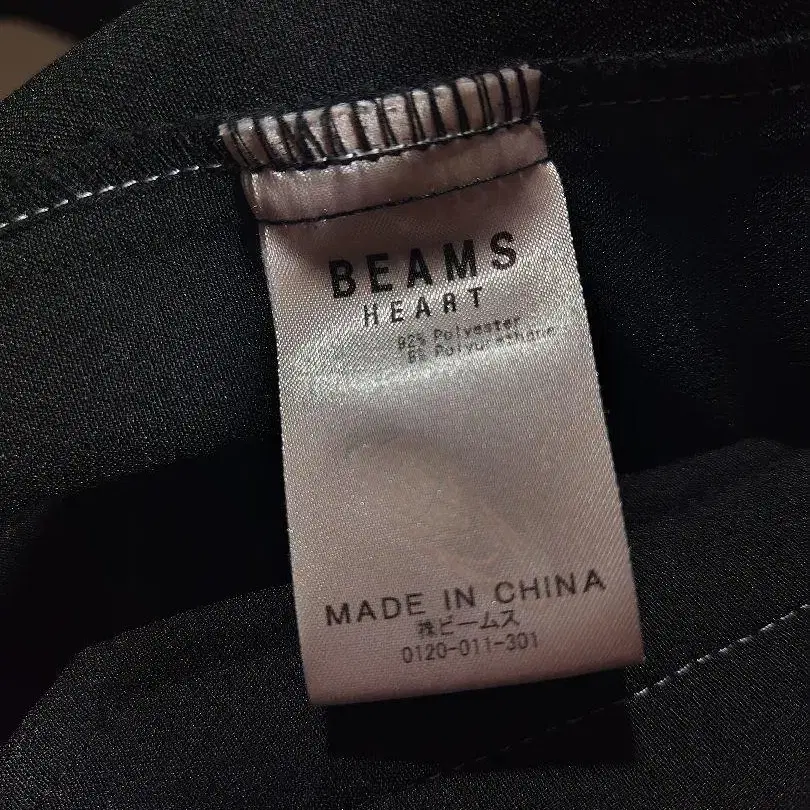 BEAMS
HEART
92% Polyester
8% Polyurethane
MADE IN CHINA
㈱ビームス
0120-011-301